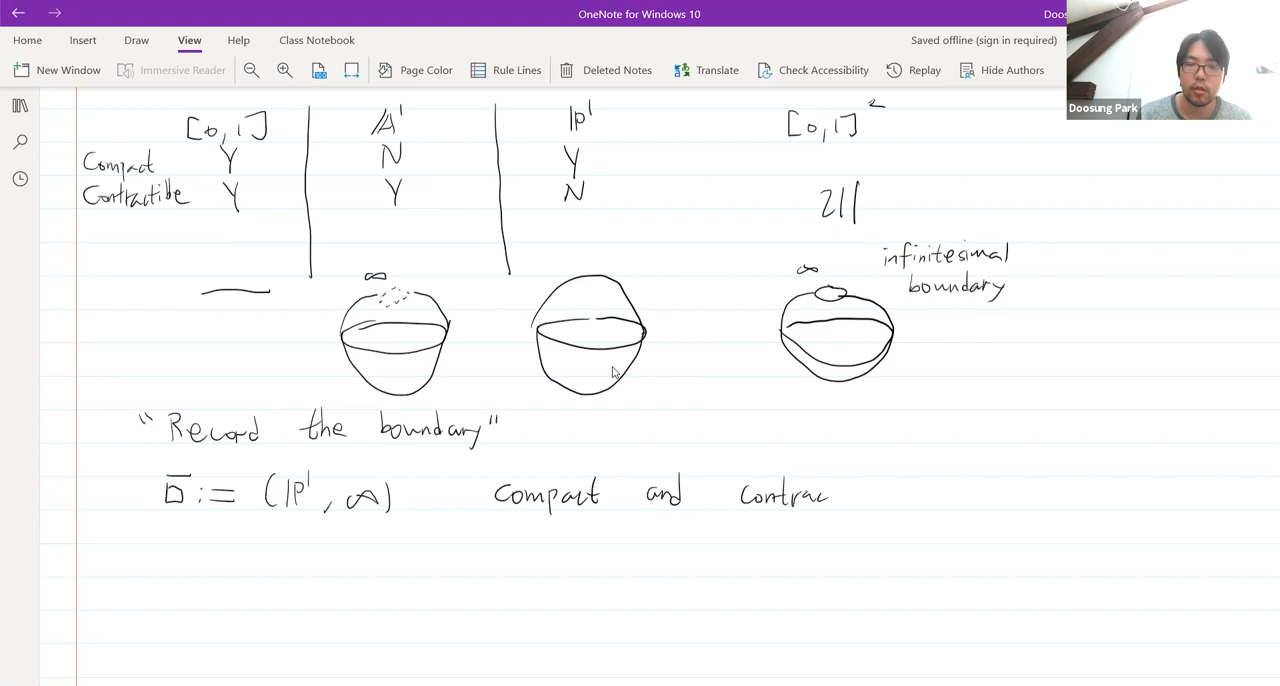 OneNote for Windows 10
Doos
Home Insert Draw View Help Class Notebook
Saved offline (sign in required)
New Window Immersive Reader Page Color Rule Lines Deleted Notes Translate Check Accessibility Replay Hide Authors
Doosung Park
[0,1] 𝔸¹ ℙ¹ [0,1]²
Compact Y N Y
Contractible Y Y N
≀∥
∞ ∞ infinitesimal
boundary
"Record the boundary"
□̅ := (ℙ¹, ∞) compact and contrac